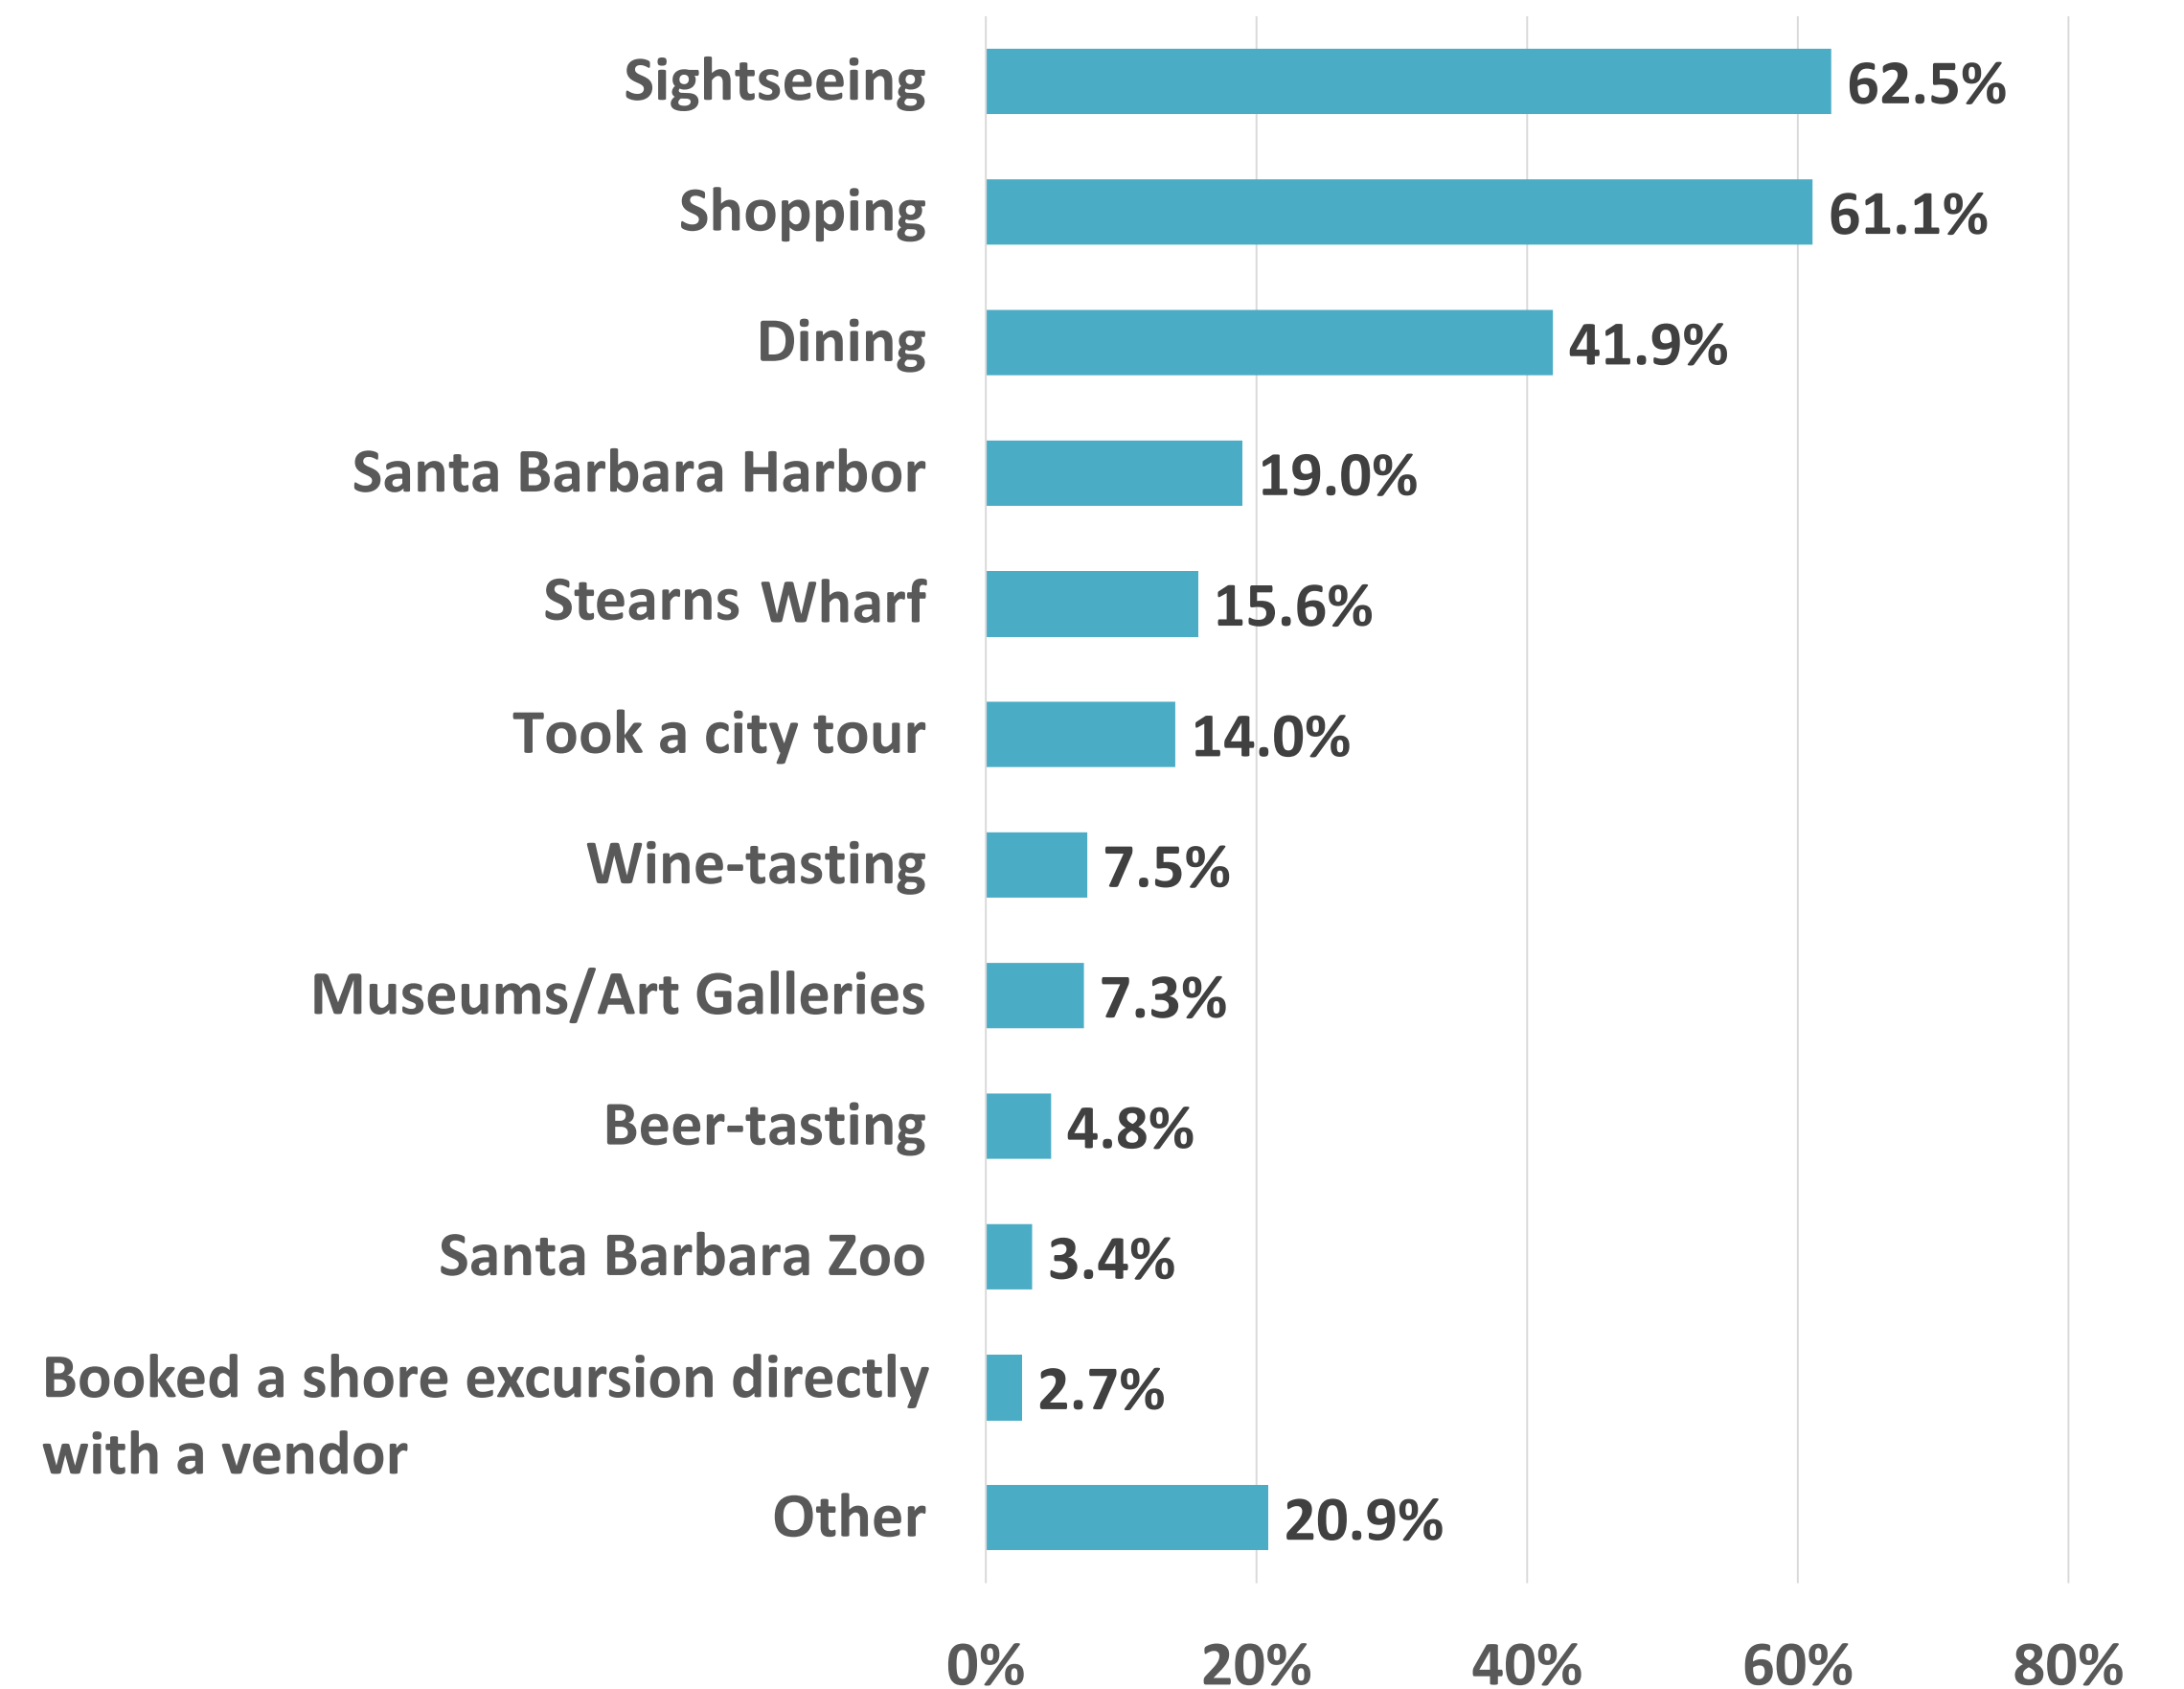 Sightseeing 62.5%
Shopping 61.1%
Dining 41.9%
Santa Barbara Harbor 19.0%
Stearns Wharf 15.6%
Took a city tour 14.0%
Wine-tasting 7.5%
Museums/Art Galleries 7.3%
Beer-tasting 4.8%
Santa Barbara Zoo 3.4%
Booked a shore excursion directly 2.7%
with a vendor
Other 20.9%
0% 20% 40% 60% 80%